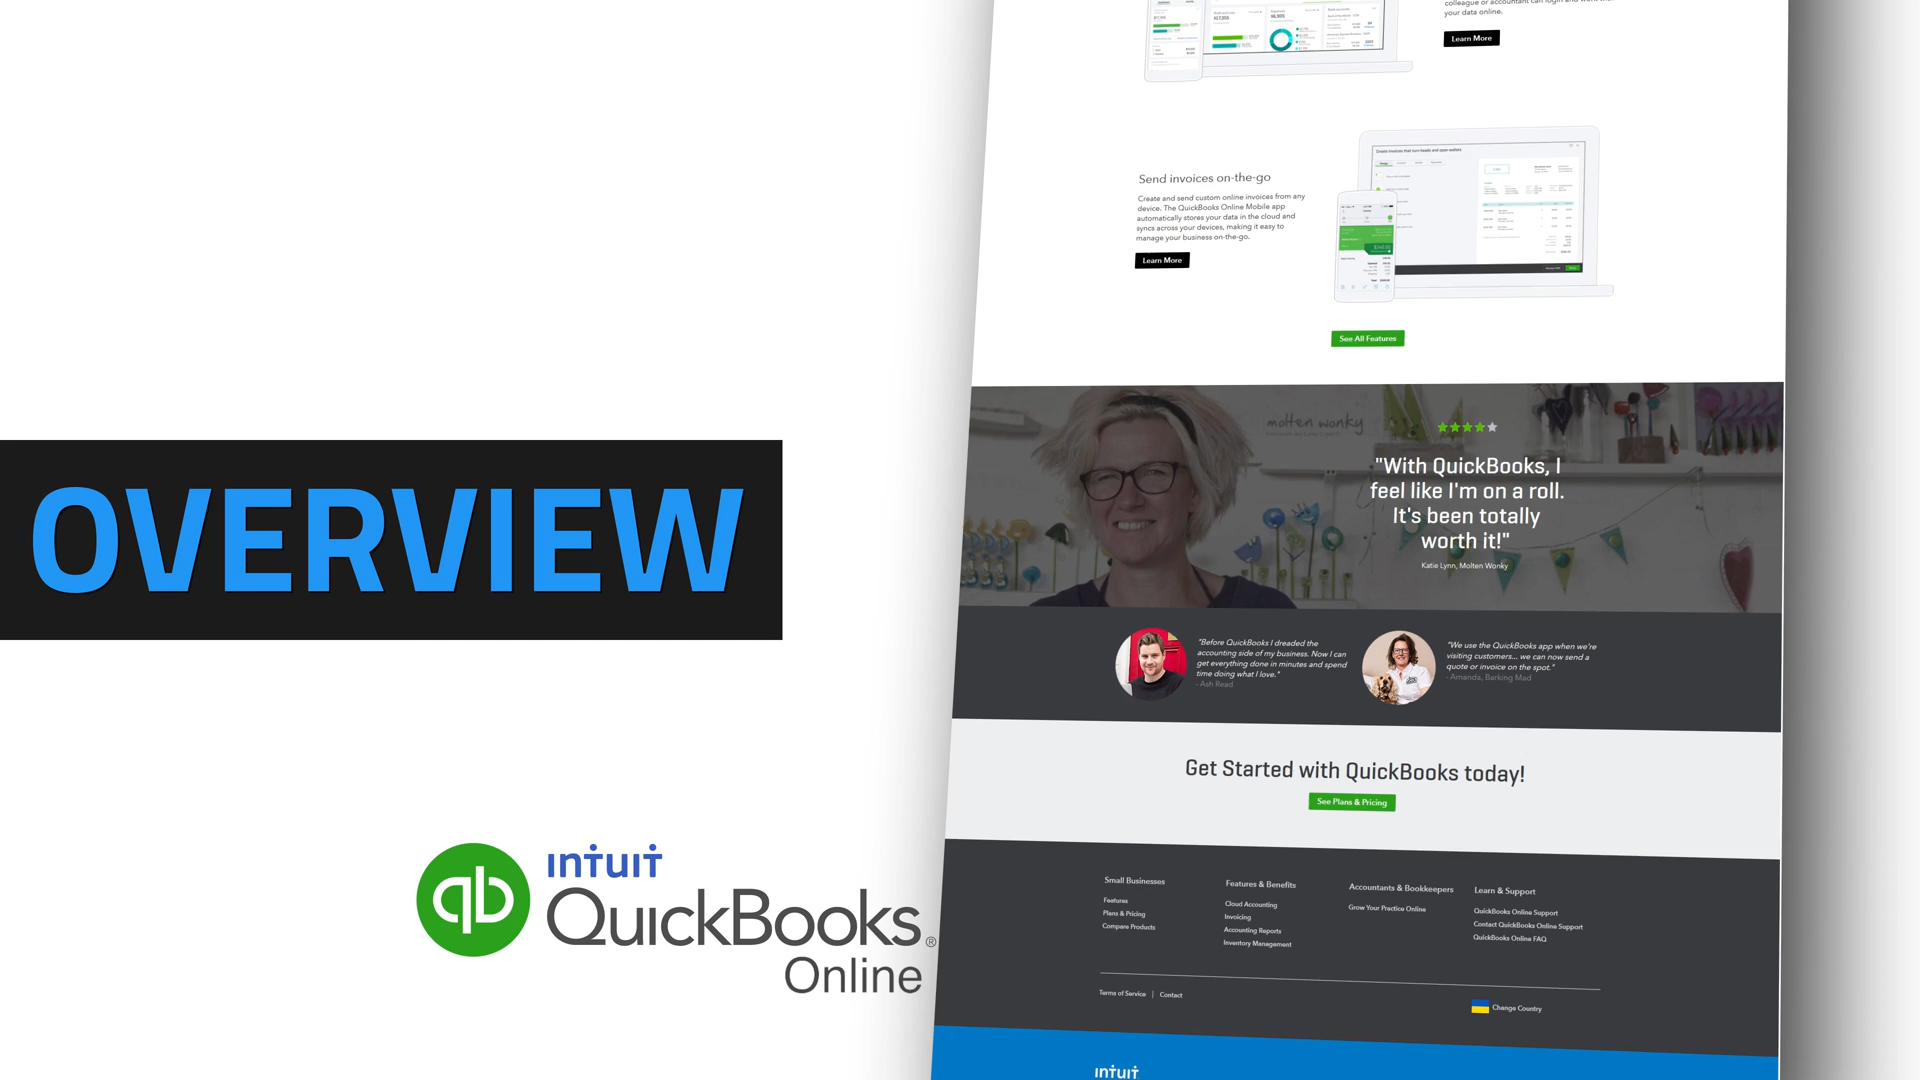 OVERVIEW
intuit
QuickBooks®
Online
qb
colleague or accountant can login and work with
your data online.
Learn More
Send invoices on-the-go
Create and send custom online invoices from any
device. The QuickBooks Online Mobile app
automatically stores your data in the cloud and
syncs across your devices, making it easy to
manage your business on-the-go.
Learn More
Create invoices that turn heads and open wallets
See All Features
molten wonky
"With QuickBooks, I
feel like I'm on a roll.
It's been totally
worth it!"
Katie Lynn, Molten Wonky
"Before QuickBooks I dreaded the
accounting side of my business. Now I can
get everything done in minutes and spend
time doing what I love."
- Ash Read
"We use the QuickBooks app when we're
visiting customers... we can now send a
quote or invoice on the spot."
- Amanda, Barking Mad
Get Started with QuickBooks today!
See Plans & Pricing
Small Businesses
Features
Plans & Pricing
Compare Products
Features & Benefits
Cloud Accounting
Invoicing
Accounting Reports
Inventory Management
Accountants & Bookkeepers
Grow Your Practice Online
Learn & Support
QuickBooks Online Support
Contact QuickBooks Online Support
QuickBooks Online FAQ
Terms of Service | Contact
Change Country
intuit